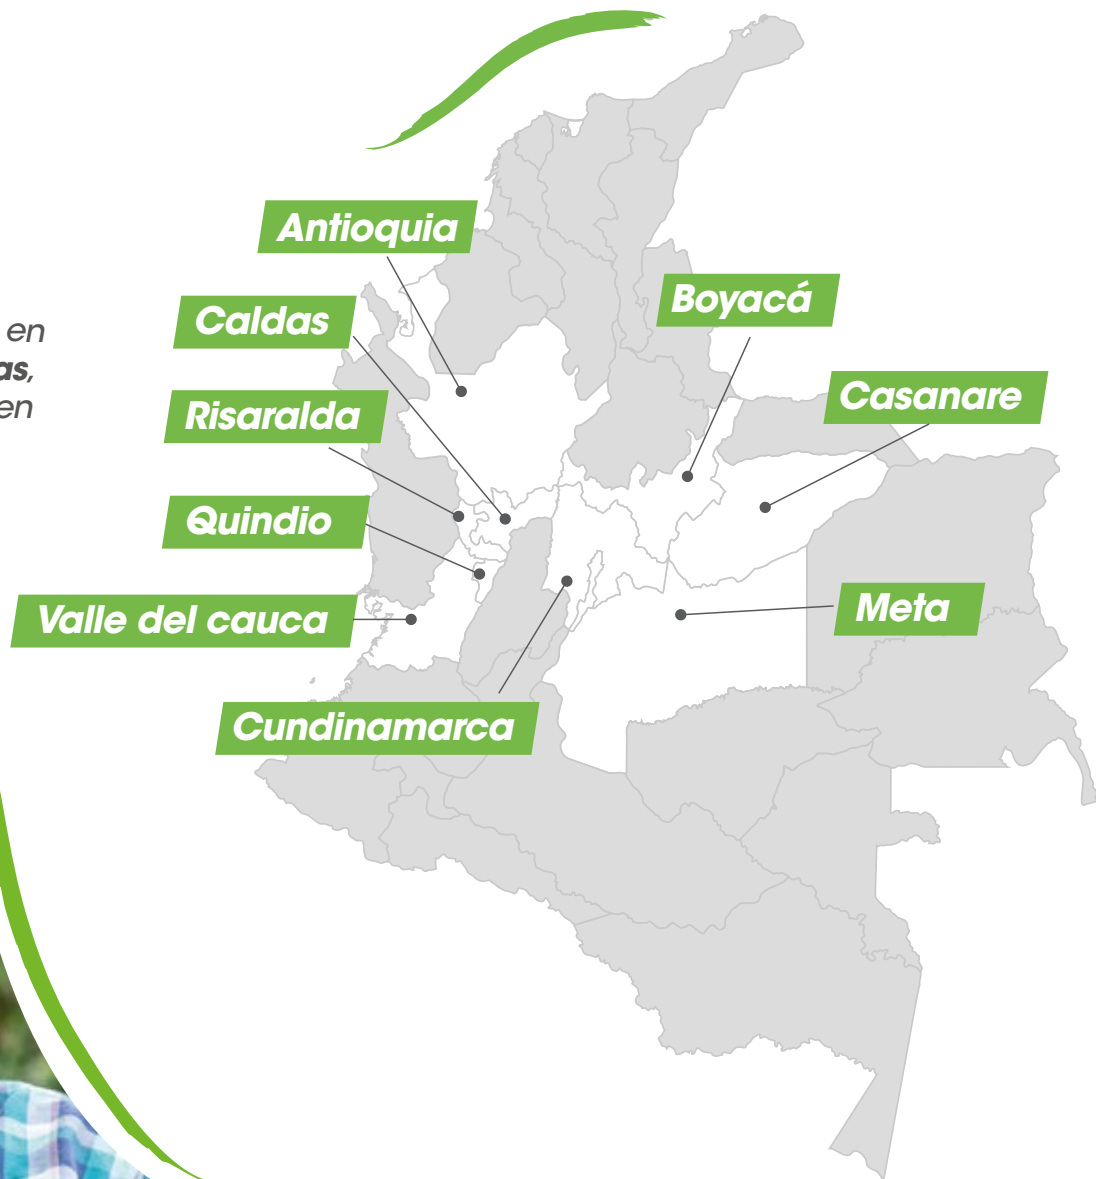 Antioquia
Boyacá
Caldas
en
as,
en
Casanare
Risaralda
Quindio
Valle del cauca
Meta
Cundinamarca